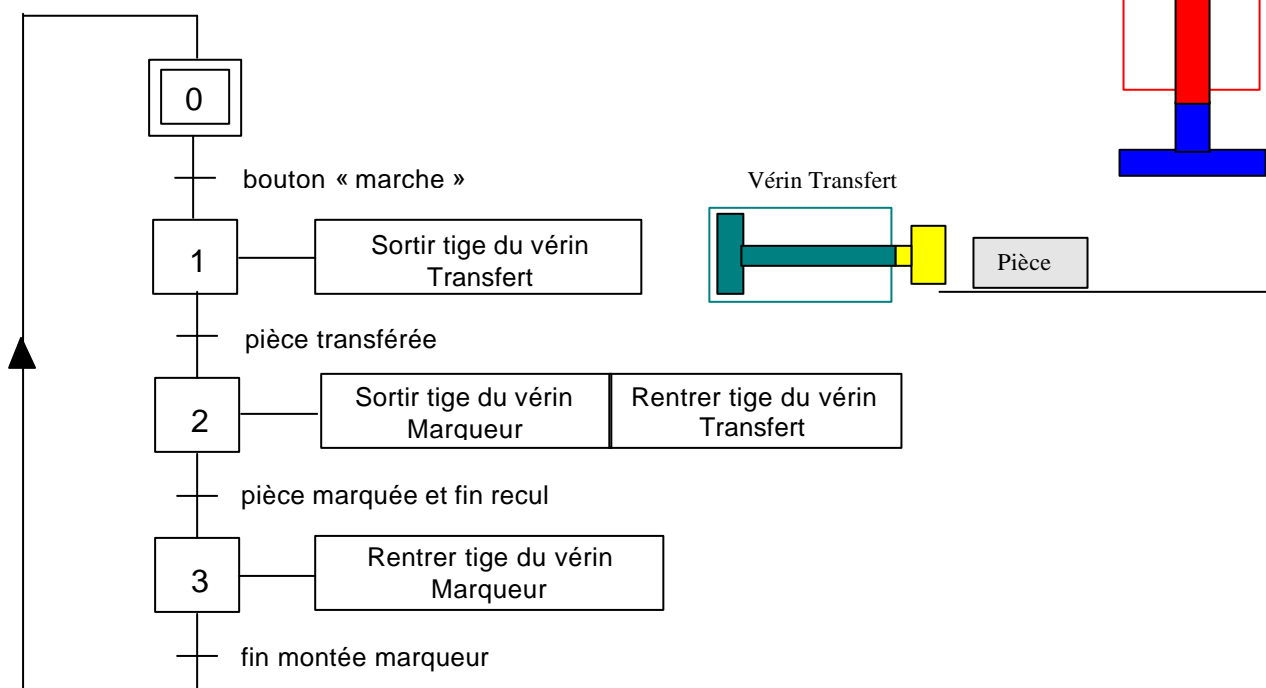 0
bouton « marche »
Vérin Transfert
1
Sortir tige du vérin
Transfert
Pièce
pièce transférée
2
Sortir tige du vérin
Marqueur
Rentrer tige du vérin
Transfert
pièce marquée et fin recul
3
Rentrer tige du vérin
Marqueur
fin montée marqueur